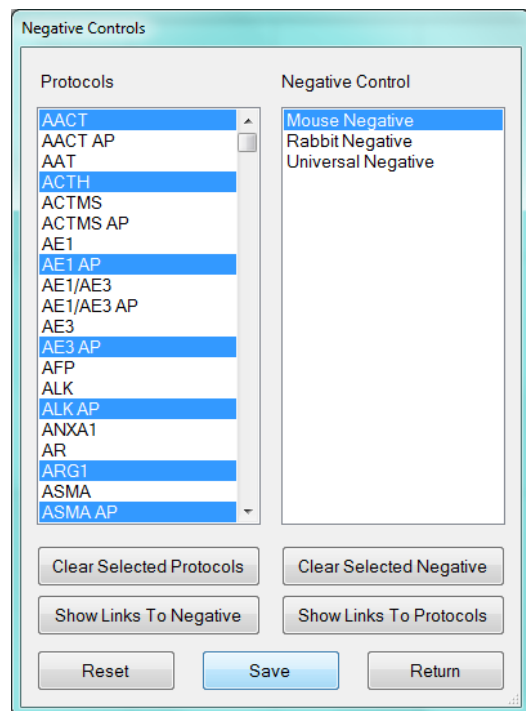 Negative Controls
Protocols
Negative Control
AACT
AACT AP
AAT
ACTH
ACTMS
ACTMS AP
AE1
AE1 AP
AE1/AE3
AE1/AE3 AP
AE3
AE3 AP
AFP
ALK
ALK AP
ANXA1
AR
ARG1
ASMA
ASMA AP
Mouse Negative
Rabbit Negative
Universal Negative
Clear Selected Protocols
Clear Selected Negative
Show Links To Negative
Show Links To Protocols
Reset
Save
Return